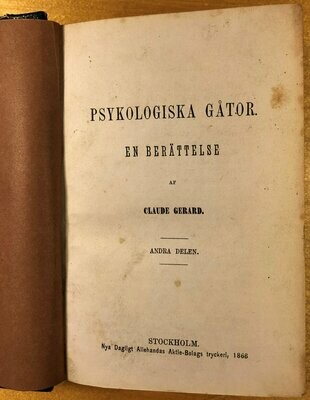 PSYKOLOGISKA GÅTOR.
EN BERÄTTELSE
AF
CLAUDE GERARD.
ANDRA DELEN.
STOCKHOLM.
Nya Dagligt Allehandas Aktie-Bolags tryckeri, 1866